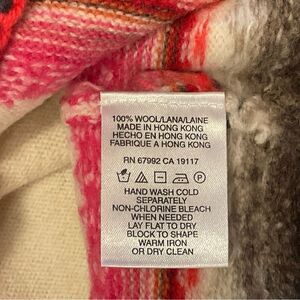 100% WOOL/LANA/LAINE
MADE IN HONG KONG
HECHO EN HONG KONG
FABRIQUE A HONG KONG
RN 67992 CA 19117
HAND WASH COLD
SEPARATELY
NON-CHLORINE BLEACH
WHEN NEEDED
LAY FLAT TO DRY
BLOCK TO SHAPE
WARM IRON
OR DRY CLEAN